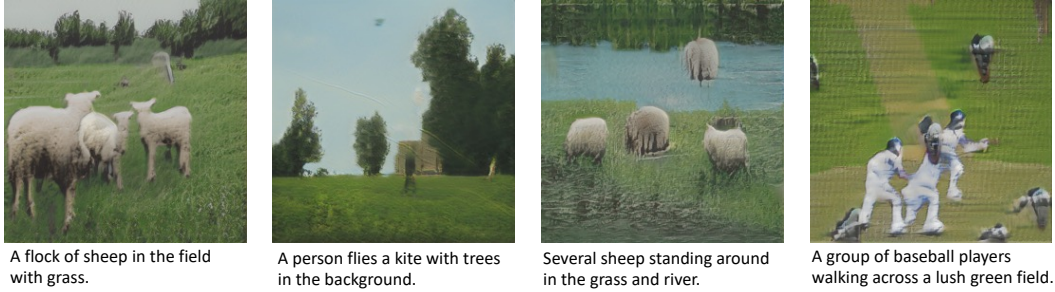 A flock of sheep in the field
with grass.
A person flies a kite with trees
in the background.
Several sheep standing around
in the grass and river.
A group of baseball players
walking across a lush green field.